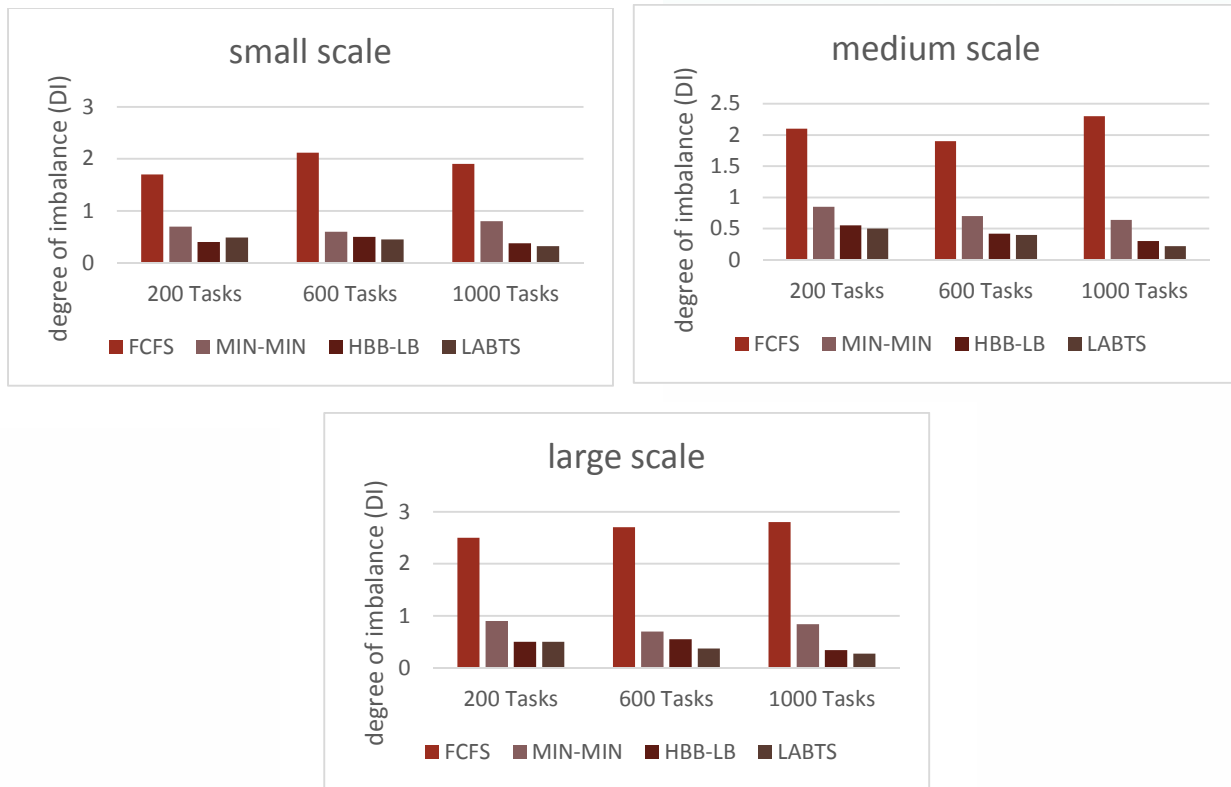 small scale
degree of imbalance (DI)
3
2
1
0
200 Tasks 600 Tasks 1000 Tasks
FCFS MIN-MIN HBB-LB LABTS
medium scale
degree of imbalance (DI)
2.5
2
1.5
1
0.5
0
200 Tasks 600 Tasks 1000 Tasks
FCFS MIN-MIN HBB-LB LABTS
large scale
degree of imbalance (DI)
3
2
1
0
200 Tasks 600 Tasks 1000 Tasks
FCFS MIN-MIN HBB-LB LABTS